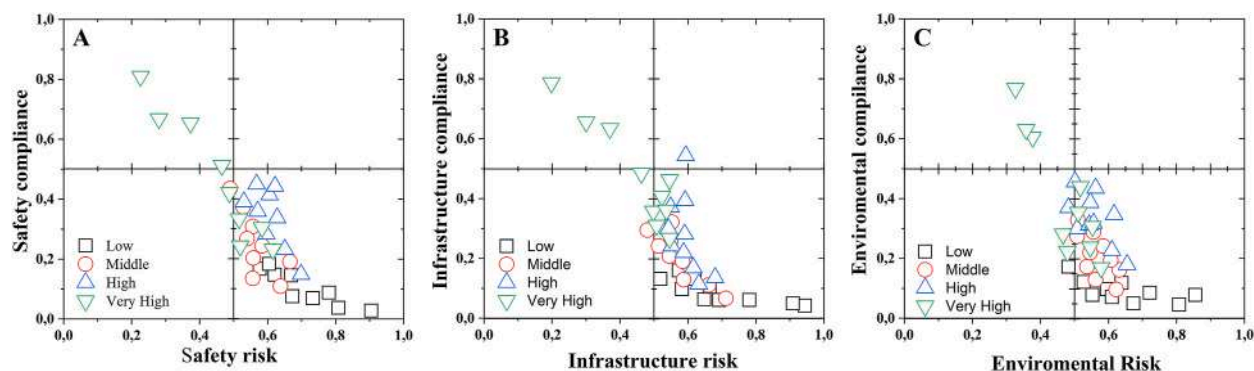 A
Safety compliance
1,0
0,8
0,6
0,4
0,2
0,0
Low
Middle
High
Very High
0,0 0,2 0,4 0,6 0,8 1,0
Safety risk
B
Infrastructure compliance
1,0
0,8
0,6
0,4
0,2
0,0
Low
Middle
High
Very High
0,0 0,2 0,4 0,6 0,8 1,0
Infrastructure risk
C
Enviromental compilance
1,0
0,8
0,6
0,4
0,2
0,0
Low
Middle
High
Very High
0,0 0,2 0,4 0,6 0,8 1,0
Enviromental Risk